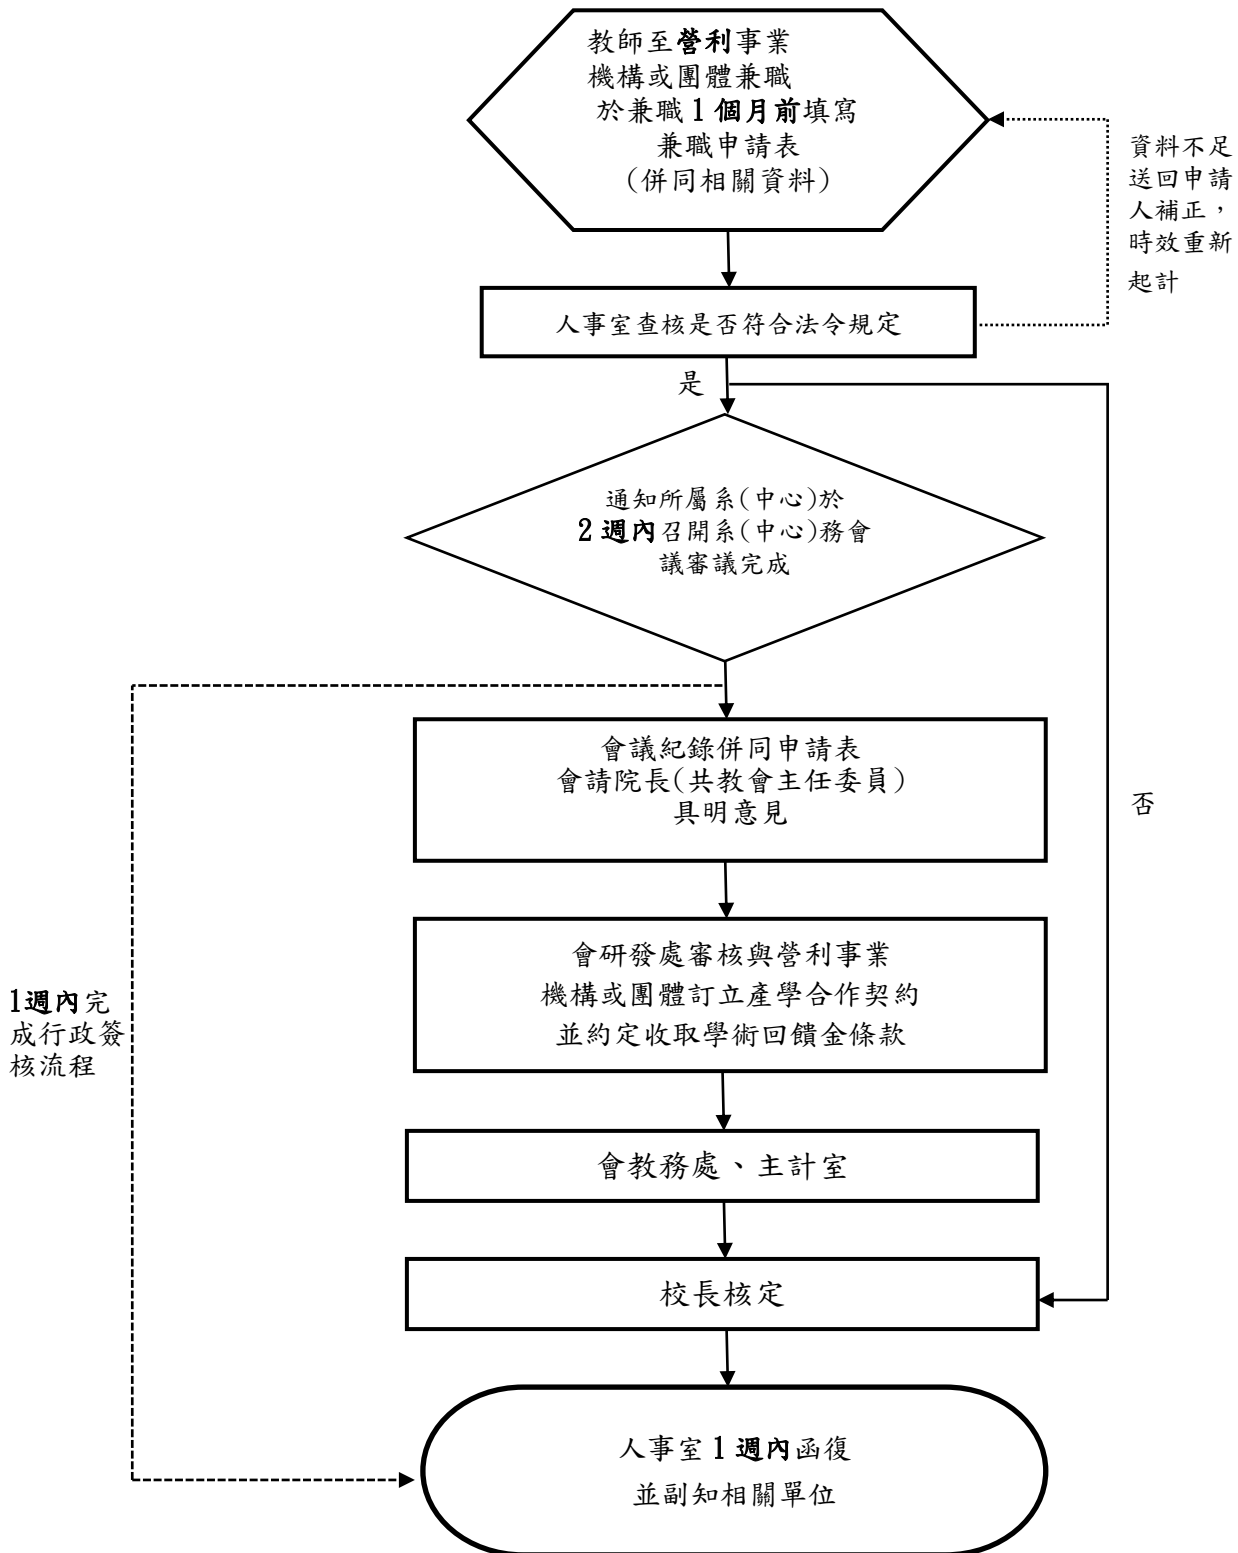 教師至營利事業
機構或團體兼職
於兼職1個月前填寫
兼職申請表
(併同相關資料)
資料不足
送回申請
人補正，
時效重新
起計
人事室查核是否符合法令規定
是
通知所屬系(中心)於
2週內召開系(中心)務會
議審議完成
會議紀錄併同申請表
會請院長(共教會主任委員)
具明意見
否
會研發處審核與營利事業
機構或團體訂立產學合作契約
並約定收取學術回饋金條款
1週內完
成行政簽
核流程
會教務處、主計室
校長核定
人事室1週內函復
並副知相關單位